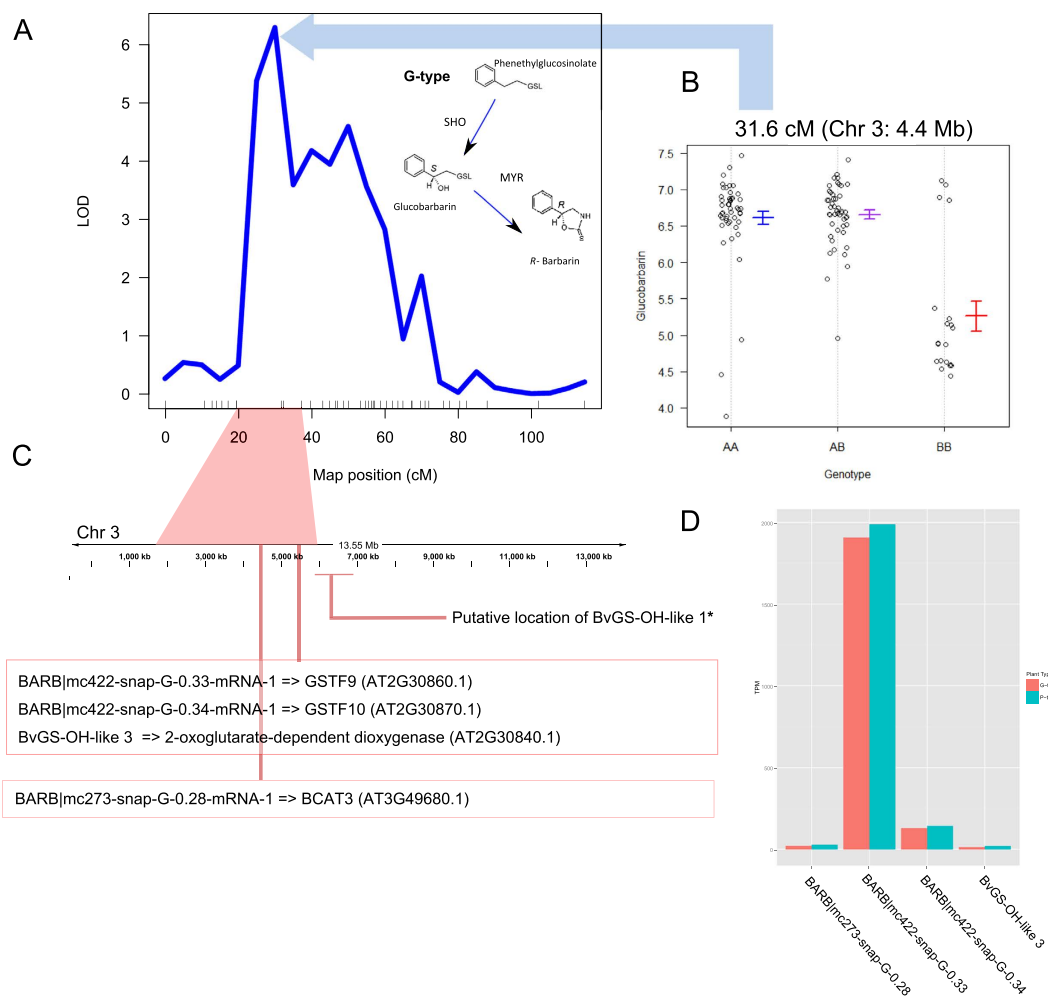 A
LOD
6
5
4
3
2
1
0
0
20
40
60
80
100
Map position (cM)
G-type
Phenethylglucosinolate
GSL
SHO
S
GSL
H
OH
Glucobarbarin
MYR
R
NH
H
O
S
R- Barbarin
B
31.6 cM (Chr 3: 4.4 Mb)
Glucobarbarin
7.5
7.0
6.5
6.0
5.5
5.0
4.5
4.0
AA
AB
BB
Genotype
C
Chr 3
13.55 Mb
1,000 kb
3,000 kb
5,000 kb
7,000 kb
9,000 kb
11,000 kb
13,000 kb
Putative location of BvGS-OH-like 1*
BARB|mc422-snap-G-0.33-mRNA-1 => GSTF9 (AT2G30860.1)
BARB|mc422-snap-G-0.34-mRNA-1 => GSTF10 (AT2G30870.1)
BvGS-OH-like 3 => 2-oxoglutarate-dependent dioxygenase (AT2G30840.1)
BARB|mc273-snap-G-0.28-mRNA-1 => BCAT3 (AT3G49680.1)
D
TPM
2000
1500
1000
500
0
BARB|mc273-snap-G-0.28
BARB|mc422-snap-G-0.33
BARB|mc422-snap-G-0.34
BvGS-OH-like 3
Plant Typ
G-
P-